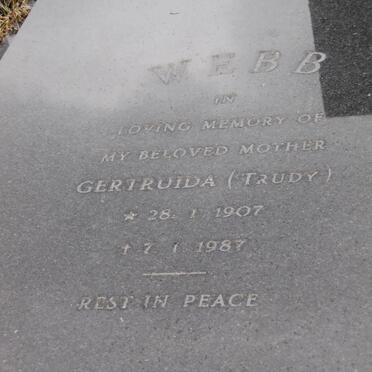 WEBB
IN
LOVING MEMORY OF
MY BELOVED MOTHER
GERTRUIDA (TRUDY)
* 28. 1 1907
† 7. 1 1987
REST IN PEACE